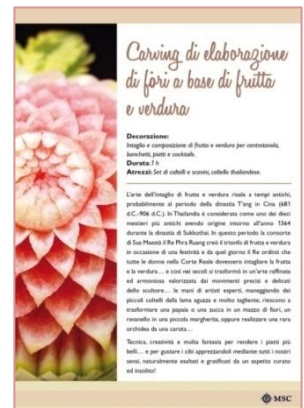 Carving di elaborazione
di fiori a base di frutta
e verdura
Decorazione:
Intaglio e composizione di frutta e verdura per centrotavola,
banchetti, piatti e cocktails.
Durata: 1 h
Atrezzi: Set di coltelli e scavini, coltello thailandese.
L'arte dell'intaglio di frutta e verdura risale a tempi antichi,
probabilmente al periodo della dinastia T'ang in Cina (681
d.C.-906 d.C.). In Thailandia è considerata come uno dei dieci
mestieri più antichi avendo origine intorno all'anno 1364
durante la dinastia di Sukkothai. In questo periodo la consorte
di Sua Maestà il Re Phra Ruang creò il trionfo di frutta e verdura
in occasione di una festività e da quel giorno il Re ordinò che
tutte le donne nella Corte Reale dovessero intagliare la frutta
e la verdura… e così nei secoli si trasformò in un'arte raffinata
ed armoniosa valorizzata dai movimenti precisi e delicati
dello scultore… le mani di artisti esperti, maneggiando dei
piccoli coltelli dalla lama aguzza e molto tagliente, riescono a
trasformare una papaia o una zucca in un mazzo di fiori, un
ravanello in una piccola margherita, oppure realizzare una rara
orchidea da una carota…
Tecnica, creatività e molta fantasia per rendere i piatti più
belli… e per gustare i cibi apprezzandoli mediante tutti i nostri
sensi, naturalmente esaltati e gratificati da un aspetto curato
ed insolito!
MSC